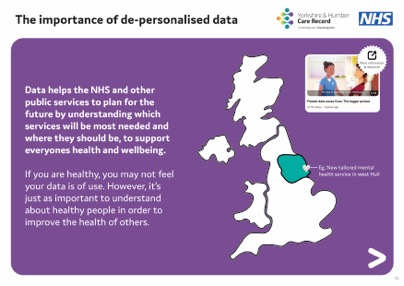 The importance of de-personalised data
Yorkshire & Humber
Care Record
NHS
Data helps the NHS and other
public services to plan for the
future by understanding which
services will be most needed and
where they should be, to support
everyones health and wellbeing.
If you are healthy, you may not feel
your data is of use. However, it's
just as important to understand
about healthy people in order to
improve the health of others.
Patient data saves lives: The bigger picture
Eg. New tailored mental
health service in west Hull